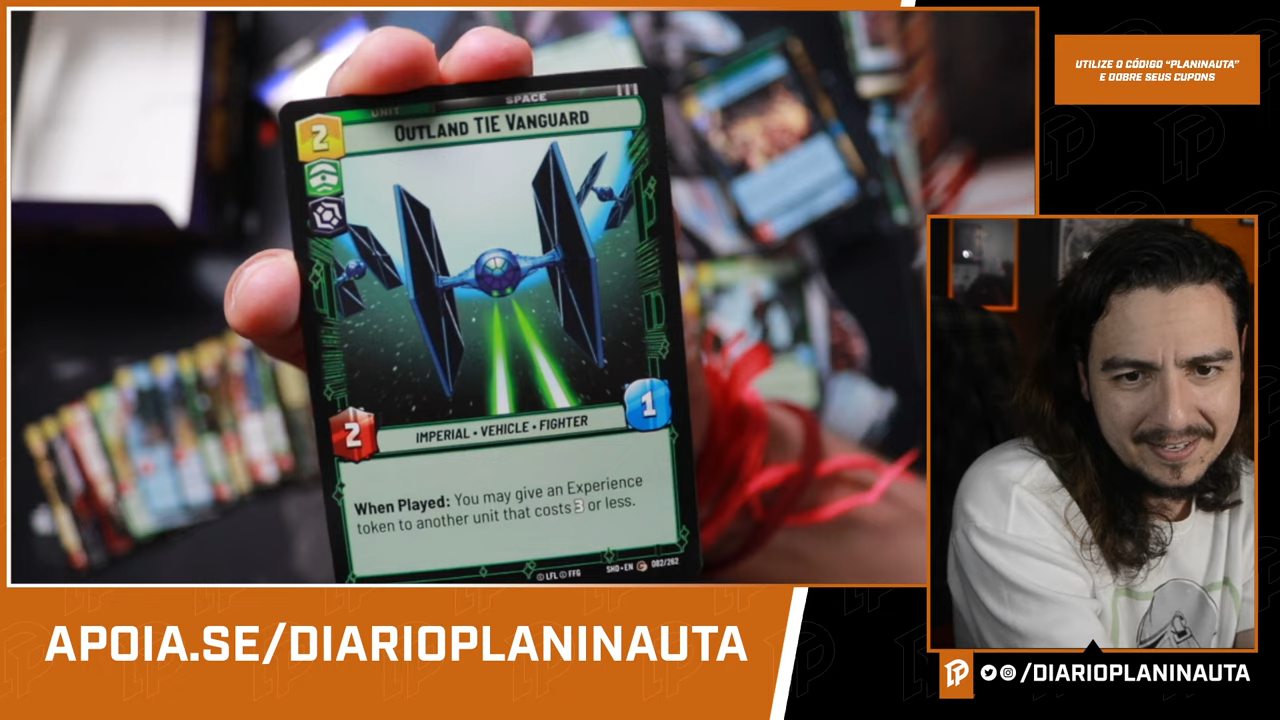 UNIT
SPACE
2
OUTLAND TIE VANGUARD
2
1
IMPERIAL • VEHICLE • FIGHTER
When Played: You may give an Experience
token to another unit that costs 3 or less.
© LFL © FFG
SHD • EN C 082/262
UTILIZE O CÓDIGO “PLANINAUTA”
E DOBRE SEUS CUPONS
APOIA.SE/DIARIOPLANINAUTA
/DIARIOPLANINAUTA